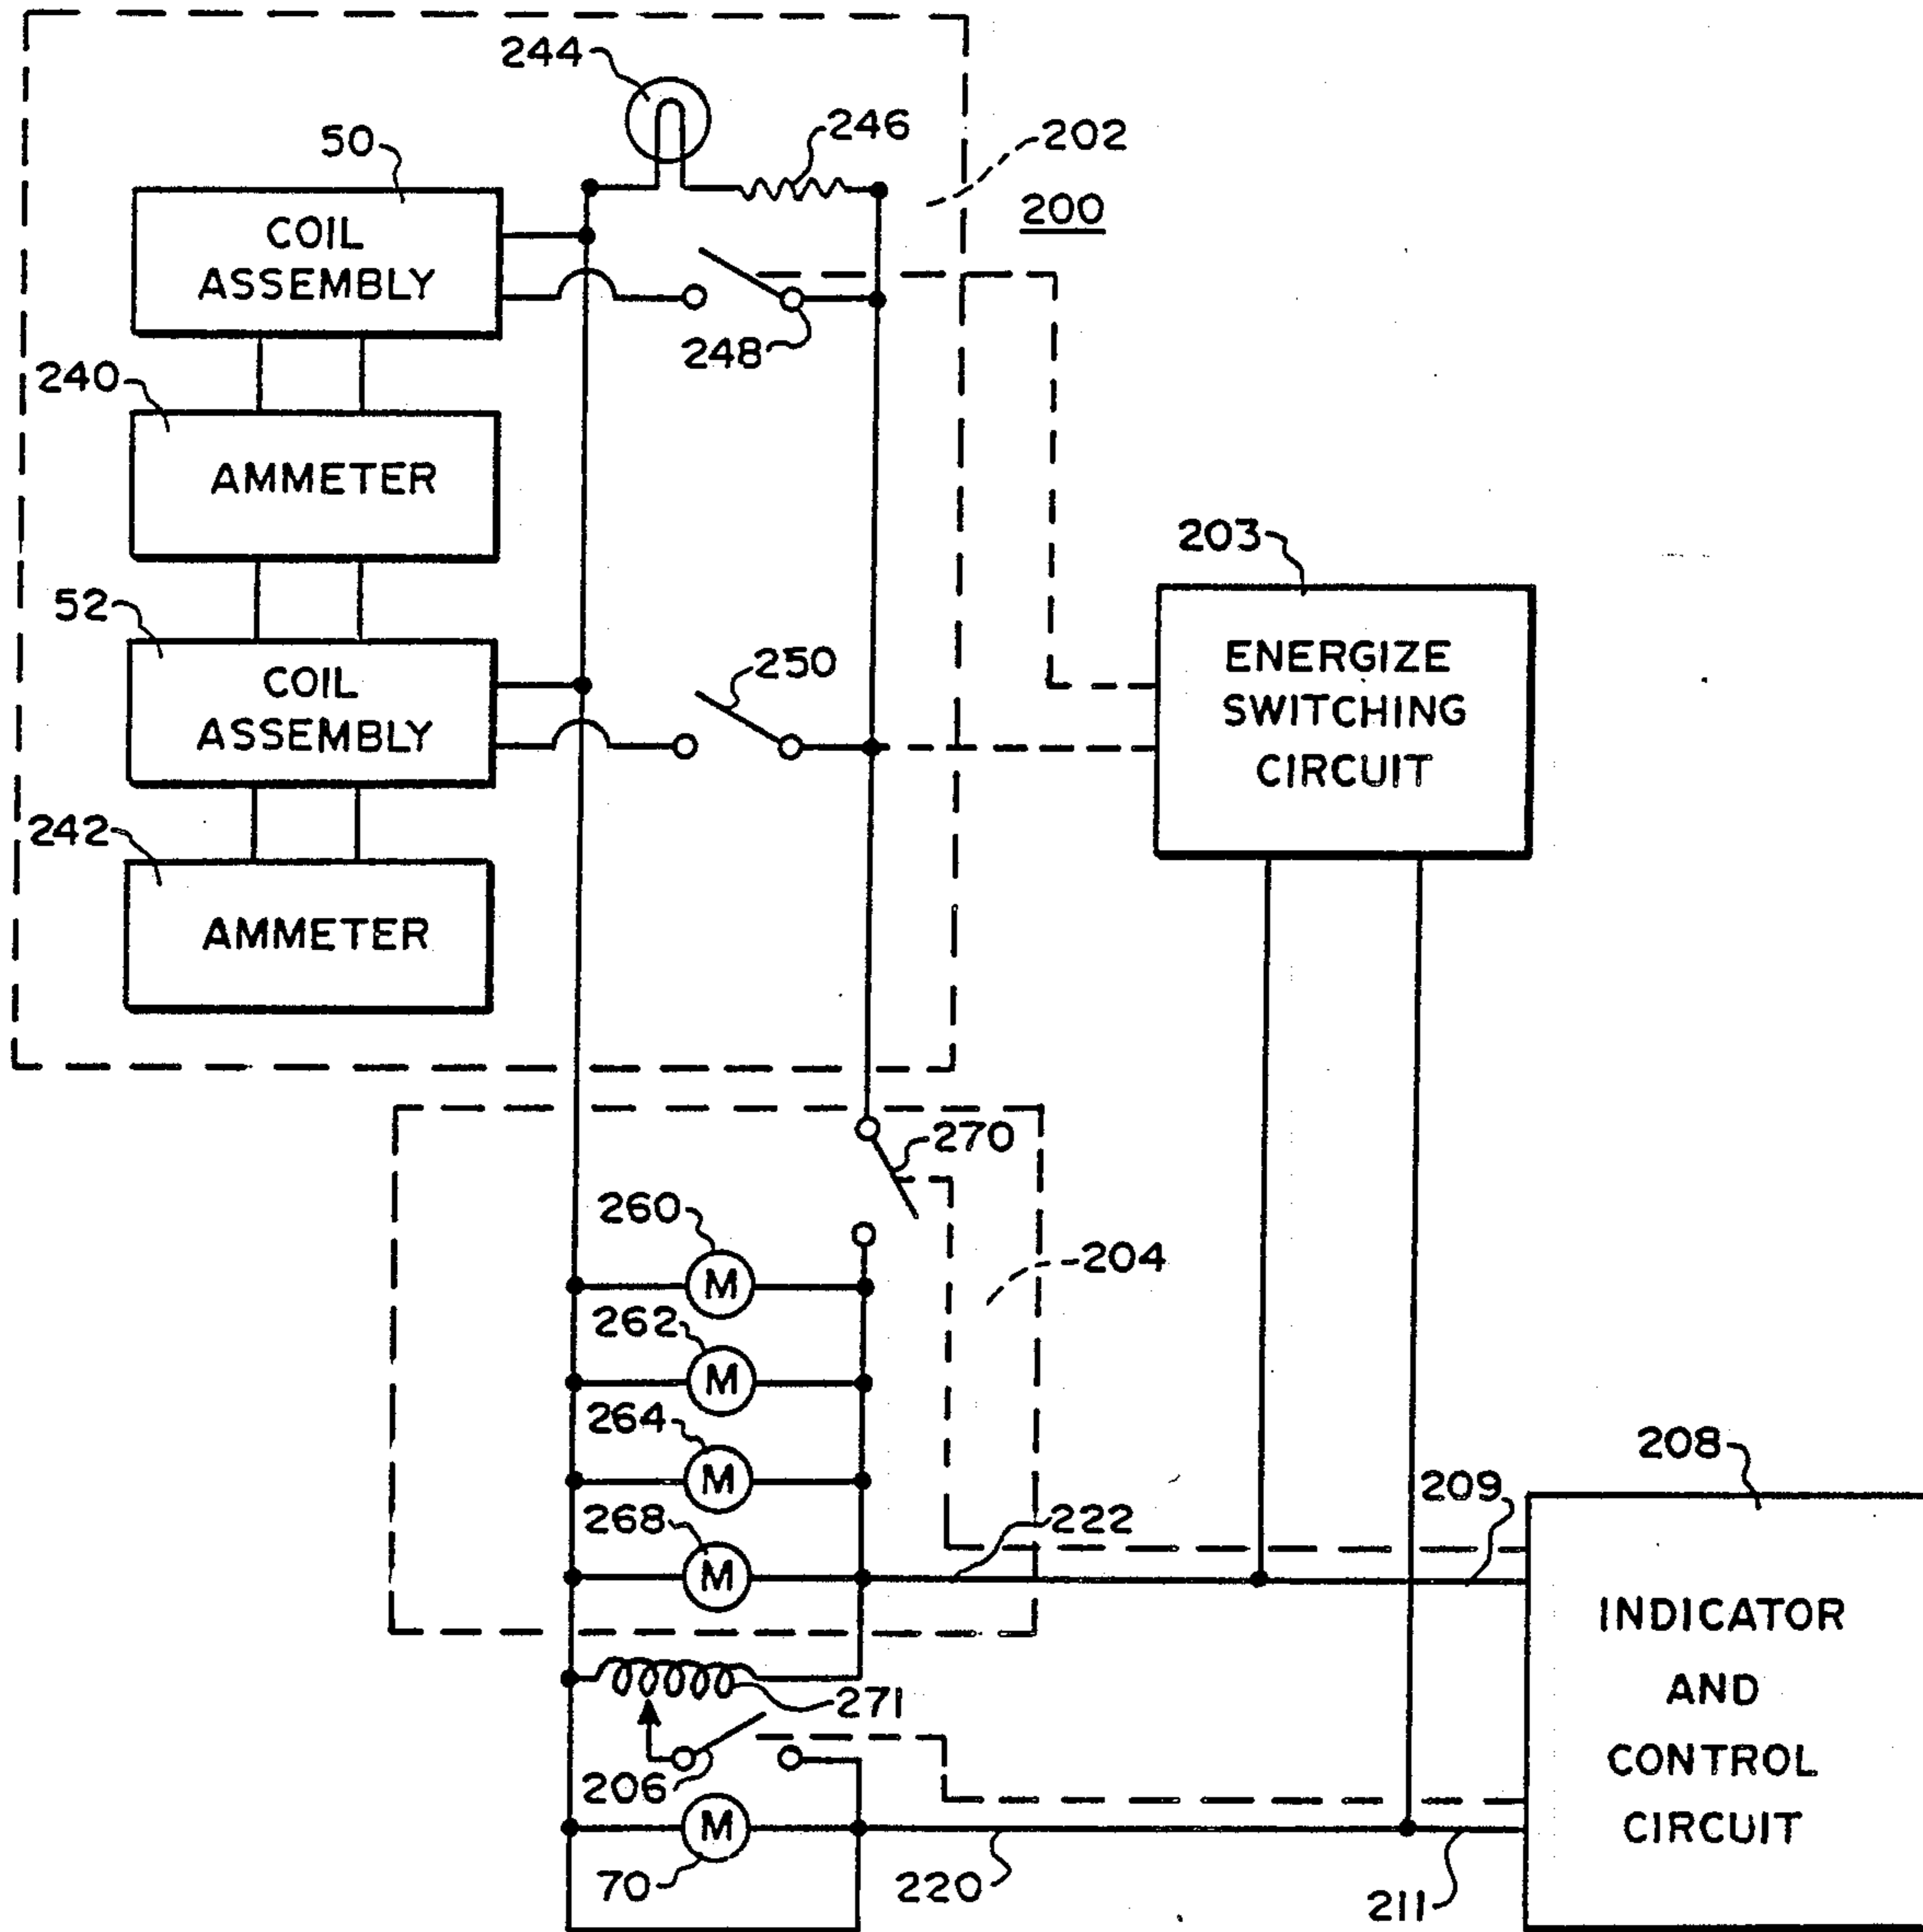 244
246
202
50
200
COIL
ASSEMBLY
248
240
AMMETER
203
52
250
ENERGIZE
SWITCHING
CIRCUIT
COIL
ASSEMBLY
242
AMMETER
270
260
M
204
262
M
264
M
208
209
268
M
222
INDICATOR
AND
CONTROL
CIRCUIT
271
206
M
70
220
211